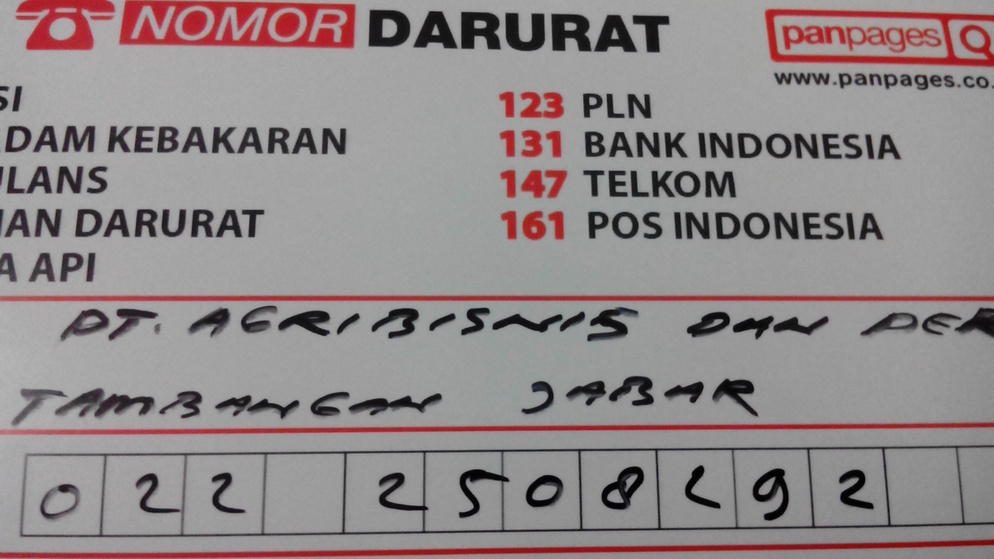 NOMOR DARURAT
panpages
www.panpages.co.
SI
DAM KEBAKARAN
ULANS
AN DARURAT
A API
123 PLN
131 BANK INDONESIA
147 TELKOM
161 POS INDONESIA
PT. AGRIBISNIS DAN PER
TAMBANGAN JABAR
022 2508292